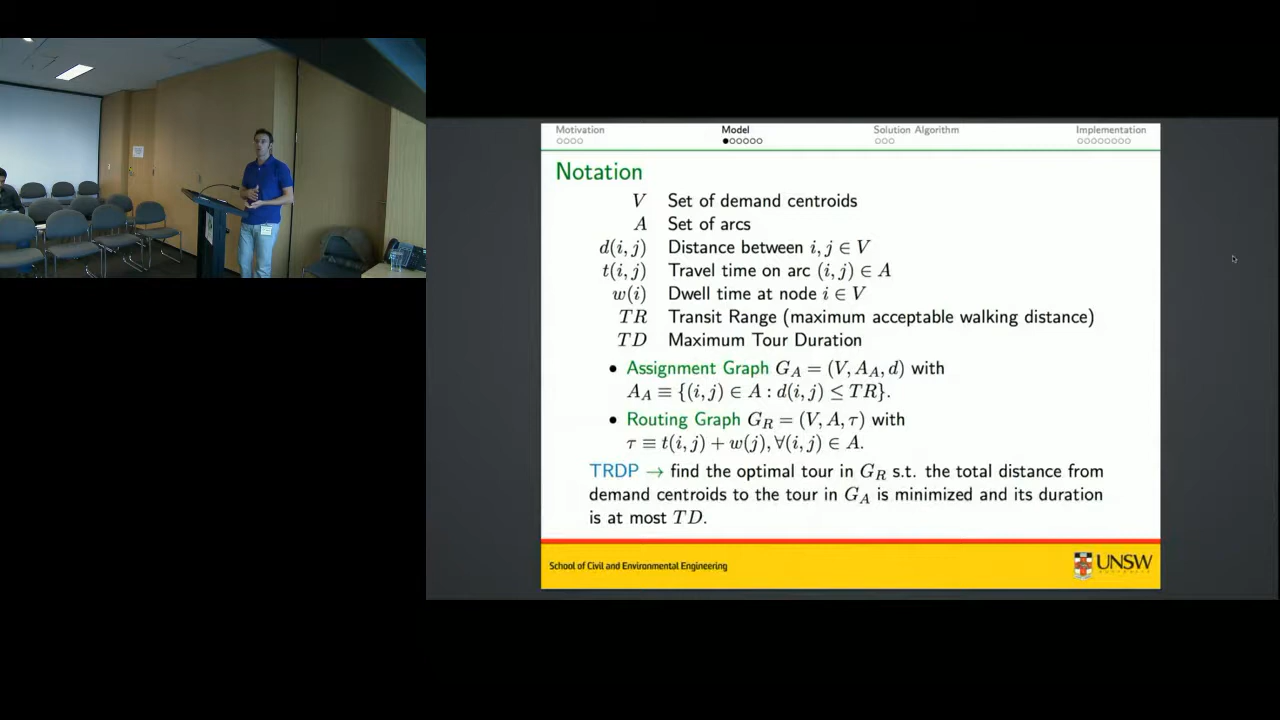 Motivation
Model
Solution Algorithm
Implementation
Notation
V Set of demand centroids
A Set of arcs
d(i, j) Distance between i, j ∈ V
t(i, j) Travel time on arc (i, j) ∈ A
w(i) Dwell time at node i ∈ V
TR Transit Range (maximum acceptable walking distance)
TD Maximum Tour Duration
• Assignment Graph G_A = (V, A_A, d) with
A_A ≡ {(i, j) ∈ A : d(i, j) ≤ TR}.
• Routing Graph G_R = (V, A, τ) with
τ ≡ t(i, j) + w(j), ∀(i, j) ∈ A.
TRDP → find the optimal tour in G_R s.t. the total distance from
demand centroids to the tour in G_A is minimized and its duration
is at most TD.
School of Civil and Environmental Engineering
UNSW